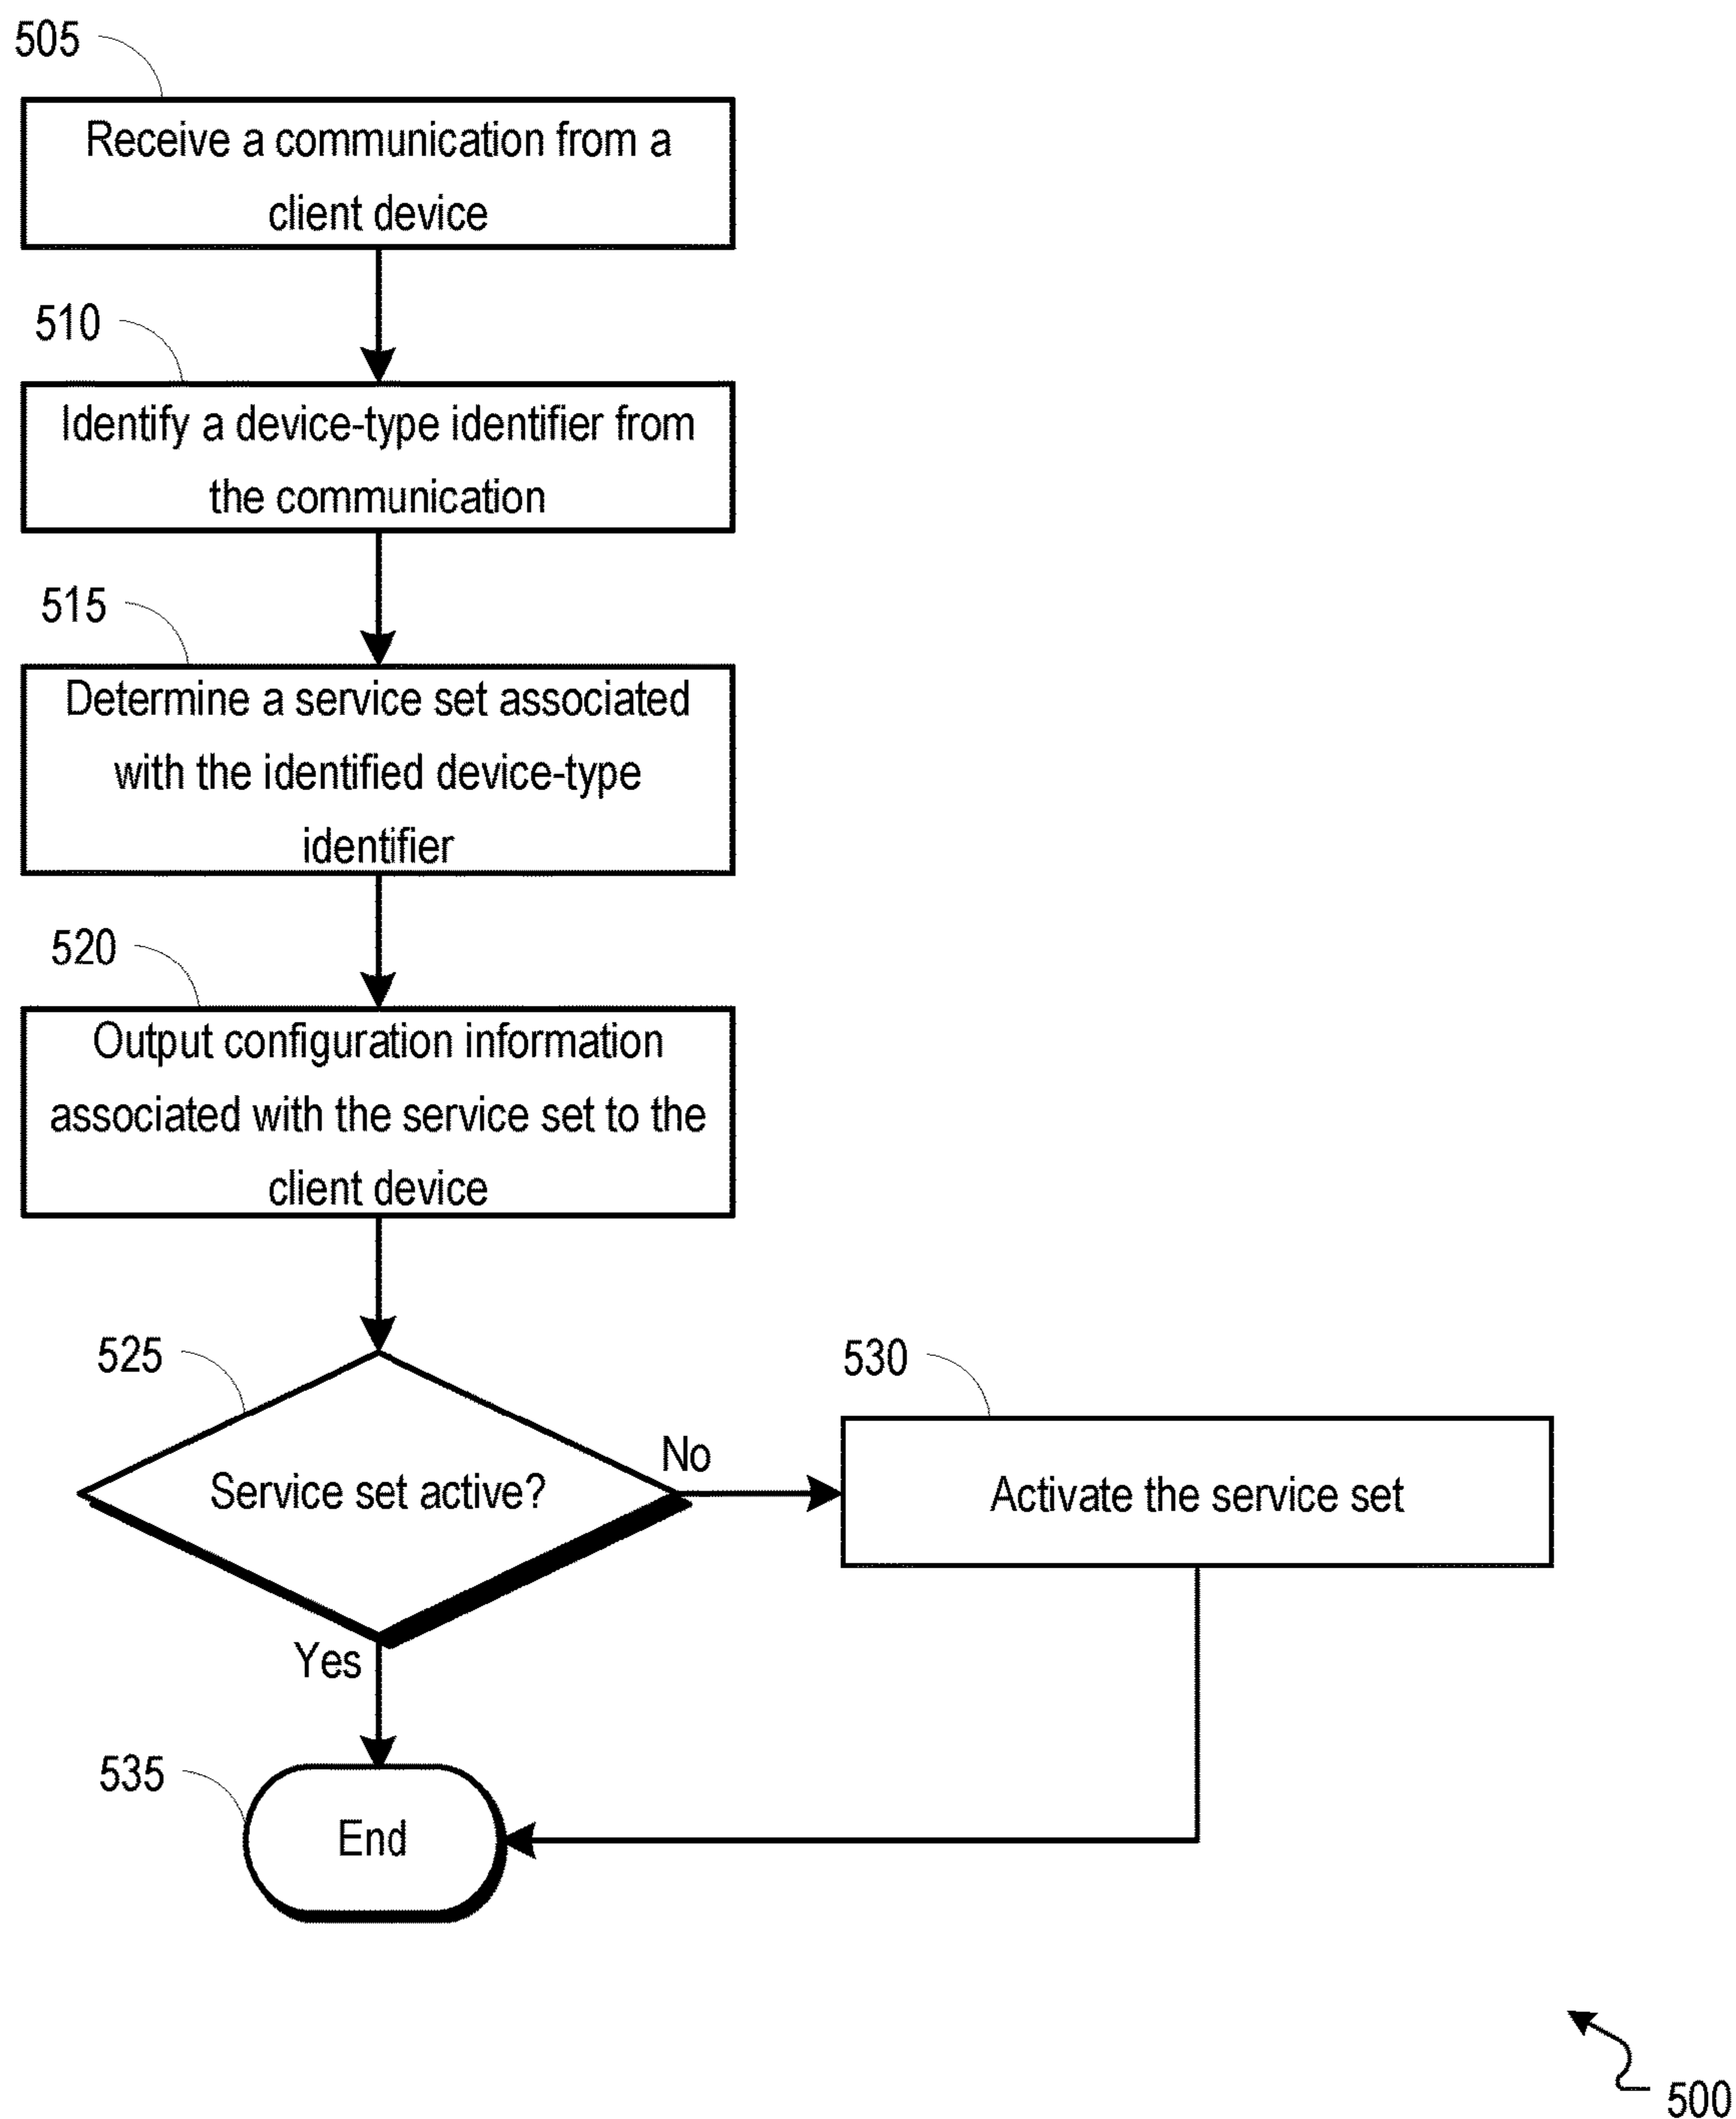 505
Receive a communication from a
client device
510
Identify a device-type identifier from
the communication
515
Determine a service set associated
with the identified device-type
identifier
520
Output configuration information
associated with the service set to the
client device
525
Service set active?
No
530
Activate the service set
Yes
535
End
500